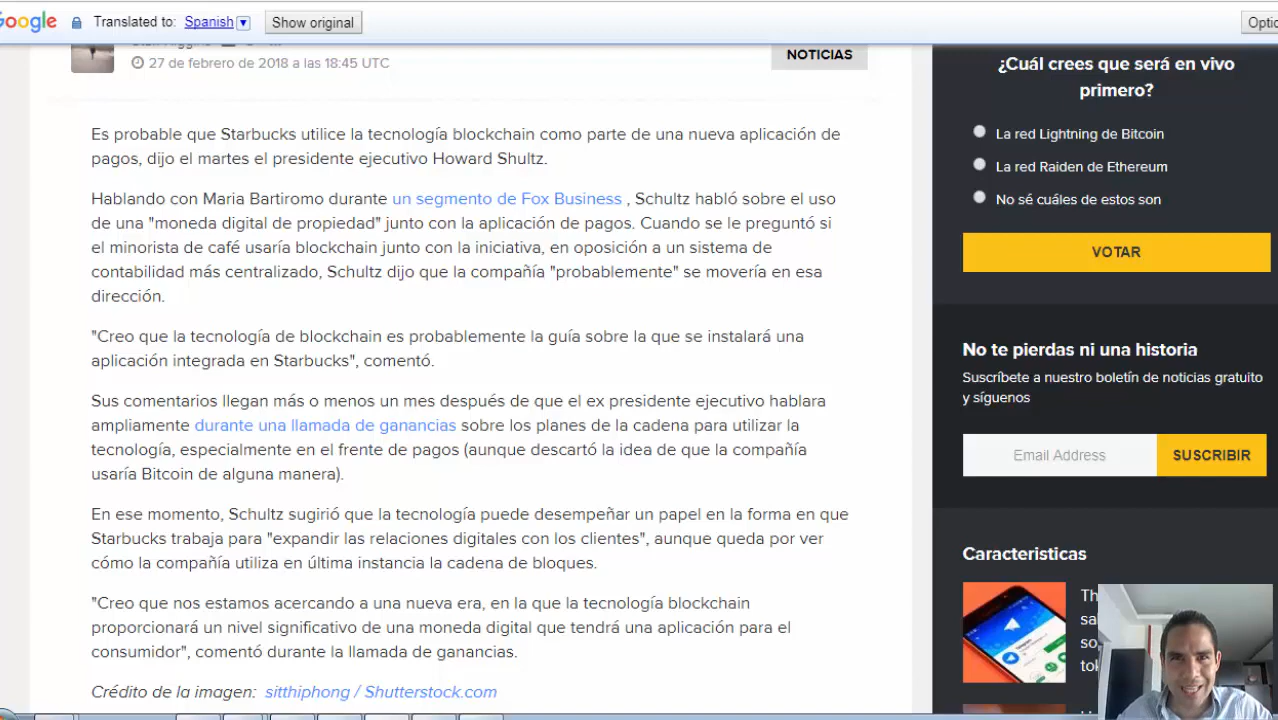 Google Translated to: Spanish Show original
27 de febrero de 2018 a las 18:45 UTC
NOTICIAS
Es probable que Starbucks utilice la tecnología blockchain como parte de una nueva aplicación de
pagos, dijo el martes el presidente ejecutivo Howard Shultz.
Hablando con Maria Bartiromo durante un segmento de Fox Business , Schultz habló sobre el uso
de una "moneda digital de propiedad" junto con la aplicación de pagos. Cuando se le preguntó si
el minorista de café usaría blockchain junto con la iniciativa, en oposición a un sistema de
contabilidad más centralizado, Schultz dijo que la compañía "probablemente" se movería en esa
dirección.
"Creo que la tecnología de blockchain es probablemente la guía sobre la que se instalará una
aplicación integrada en Starbucks", comentó.
Sus comentarios llegan más o menos un mes después de que el ex presidente ejecutivo hablara
ampliamente durante una llamada de ganancias sobre los planes de la cadena para utilizar la
tecnología, especialmente en el frente de pagos (aunque descartó la idea de que la compañía
usaría Bitcoin de alguna manera).
En ese momento, Schultz sugirió que la tecnología puede desempeñar un papel en la forma en que
Starbucks trabaja para "expandir las relaciones digitales con los clientes", aunque queda por ver
cómo la compañía utiliza en última instancia la cadena de bloques.
"Creo que nos estamos acercando a una nueva era, en la que la tecnología blockchain
proporcionará un nivel significativo de una moneda digital que tendrá una aplicación para el
consumidor", comentó durante la llamada de ganancias.
Crédito de la imagen: sitthiphong / Shutterstock.com
¿Cuál crees que será en vivo
primero?
La red Lightning de Bitcoin
La red Raiden de Ethereum
No sé cuáles de estos son
VOTAR
No te pierdas ni una historia
Suscríbete a nuestro boletín de noticias gratuito
y síguenos
Email Address SUSCRIBIR
Caracteristicas